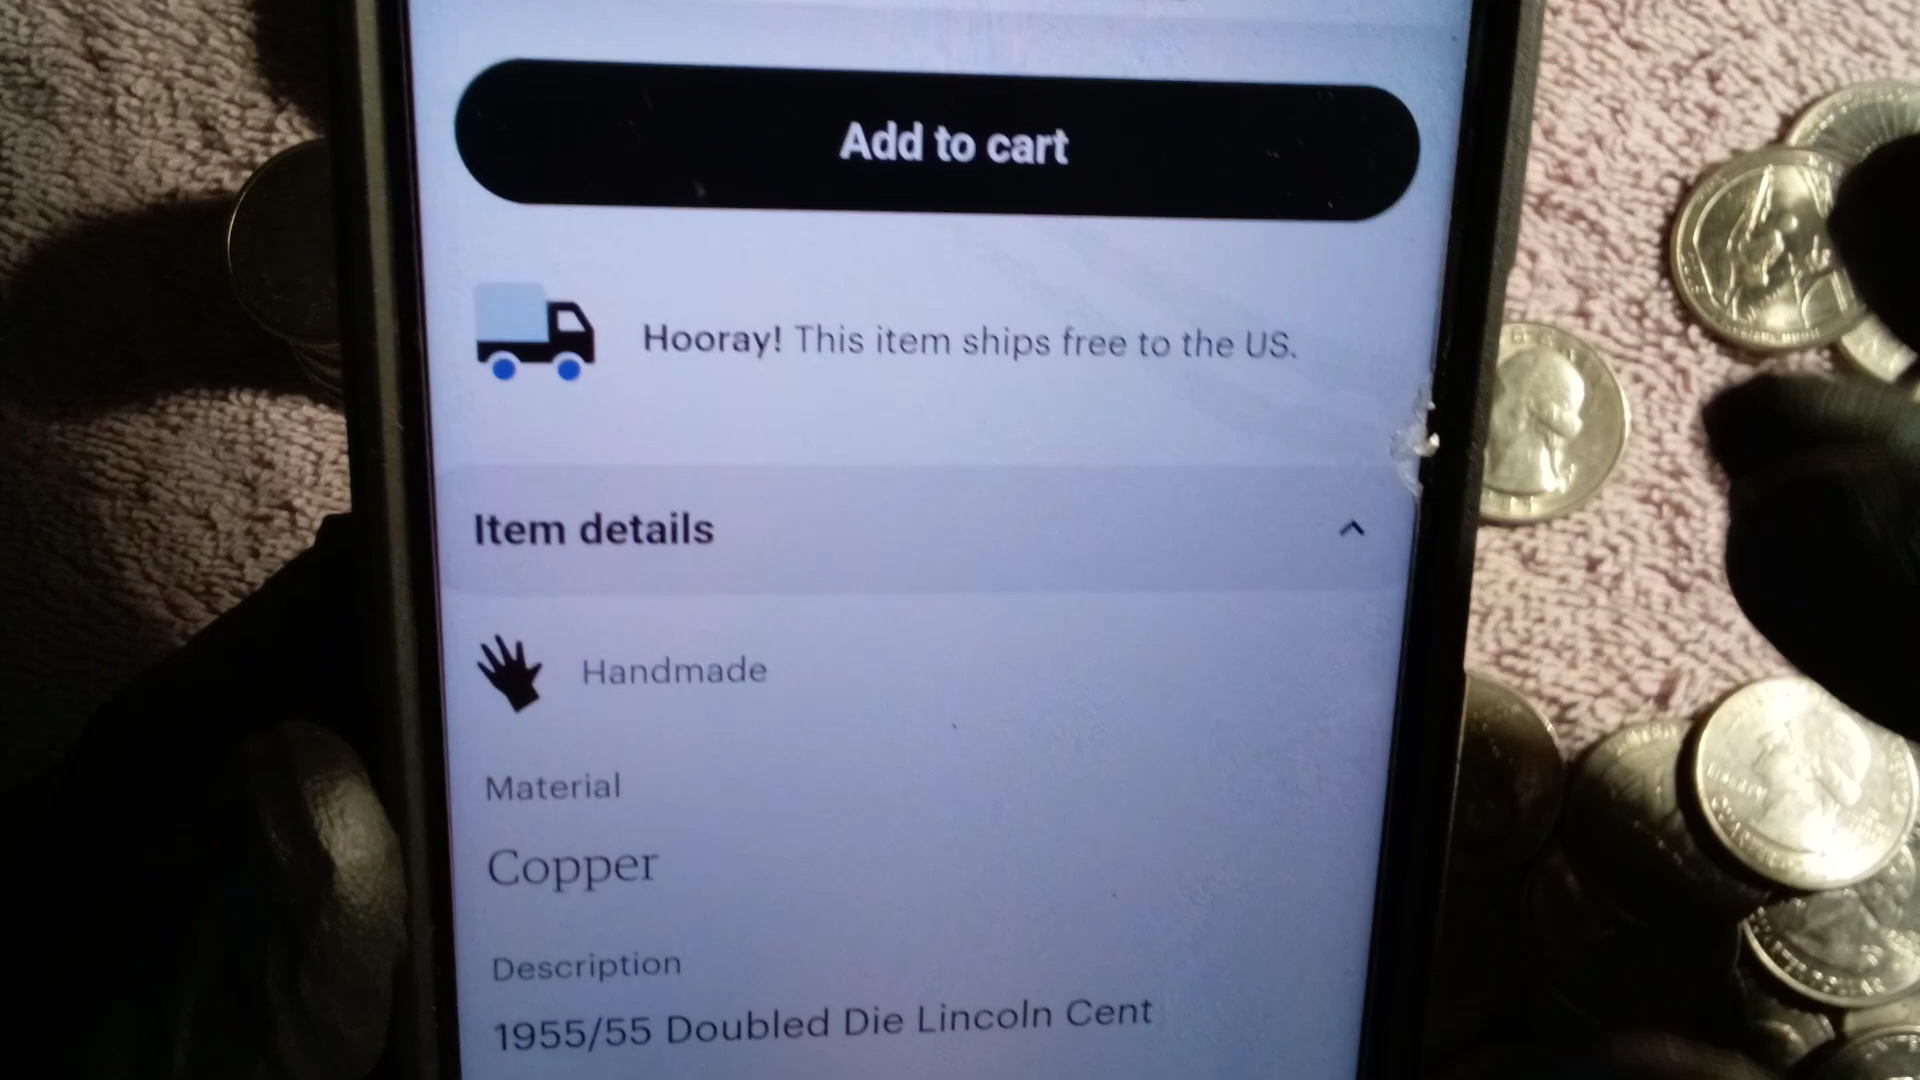 Add to cart
Hooray! This item ships free to the US.
Item details
Handmade
Material
Copper
Description
1955/55 Doubled Die Lincoln Cent